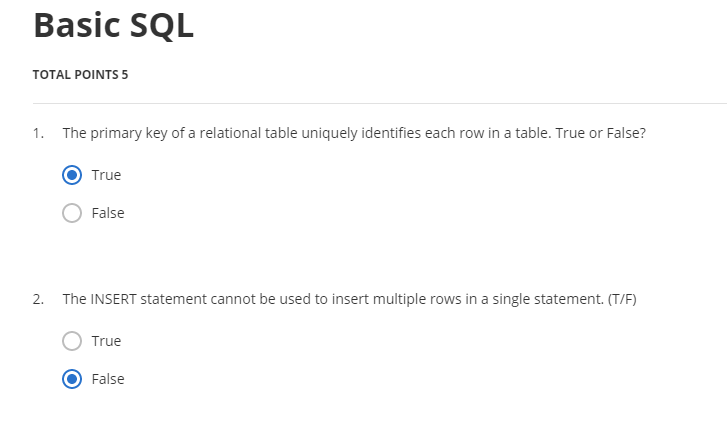 Basic SQL
TOTAL POINTS 5
1. The primary key of a relational table uniquely identifies each row in a table. True or False?
True
False
2. The INSERT statement cannot be used to insert multiple rows in a single statement. (T/F)
True
False